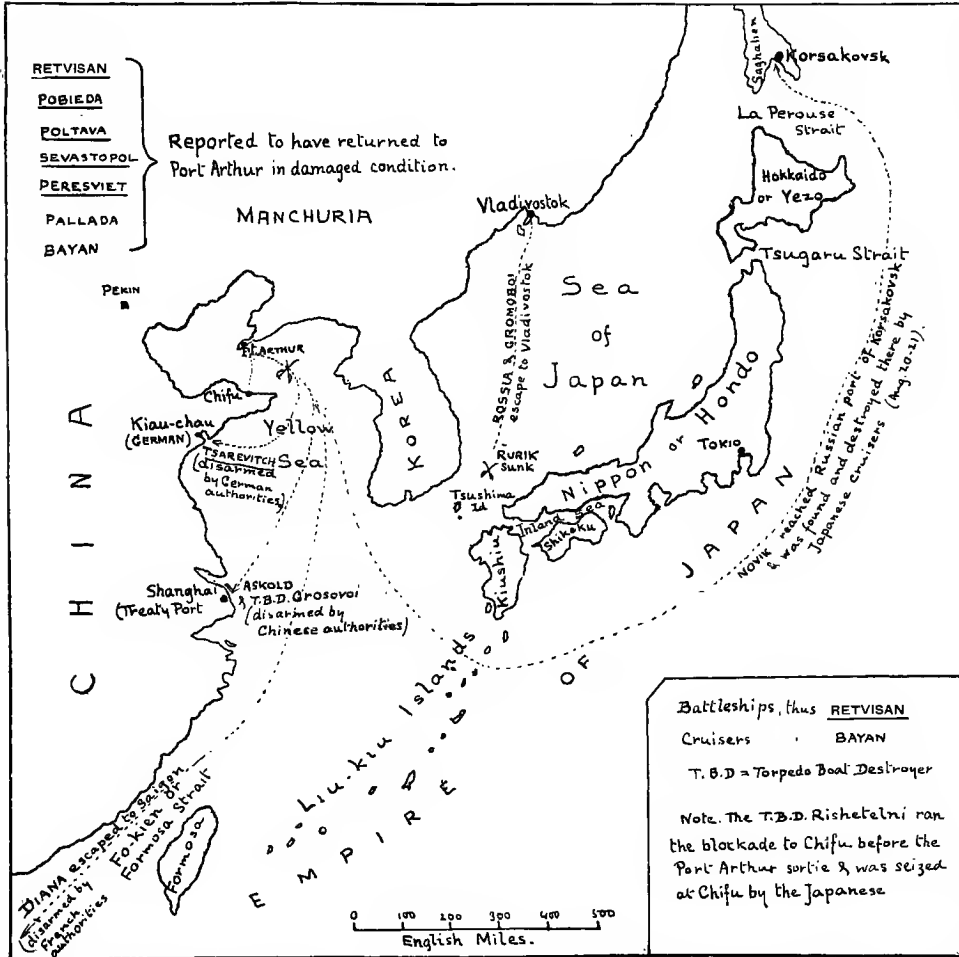 RETVISAN
POBIEDA
POLTAVA
SEVASTOPOL
PERESVIET
PALLADA
BAYAN
Reported to have returned to
Port Arthur in damaged condition.
MANCHURIA
Vladivostok
Saghalien
Korsakovsk
La Perouse
Strait
Hokkaido
or Yezo
Tsugaru Strait
PEKIN
Pt. ARTHUR
Chifu
Kiau-chau
(GERMAN)
Yellow
Sea
TSAREVITCH
(disarmed
by German
authorities)
KOREA
Sea
of
Japan
ROSSIA & GROMOBOI
escape to Vladivostok
RURIK
Sunk
Tsushima
Id
Nippon or Hondo
TOKIO
Inland Sea
Shikoku
Kiushiu
CHINA
Shanghai
(Treaty Port
ASKOLD
& T.B.D. Grosovoi
(disarmed by
Chinese authorities)
NOVIK reached Russian port of Korsakovsk
& was found and destroyed there by
Japanese Cruisers (Aug. 20-21).
EMPIRE OF JAPAN
Liu-kiu Islands
DIANA escaped to Saigon
(disarmed by
French
authorities
Fo-kien or
Formosa Strait
Formosa
0 100 200 300 400 500
English Miles.
Battleships, thus RETVISAN
Cruisers " BAYAN
T.B.D = Torpedo Boat Destroyer
Note. The T.B.D. Rishetelni ran
the blockade to Chifu before the
Port Arthur sortie & was seized
at Chifu by the Japanese